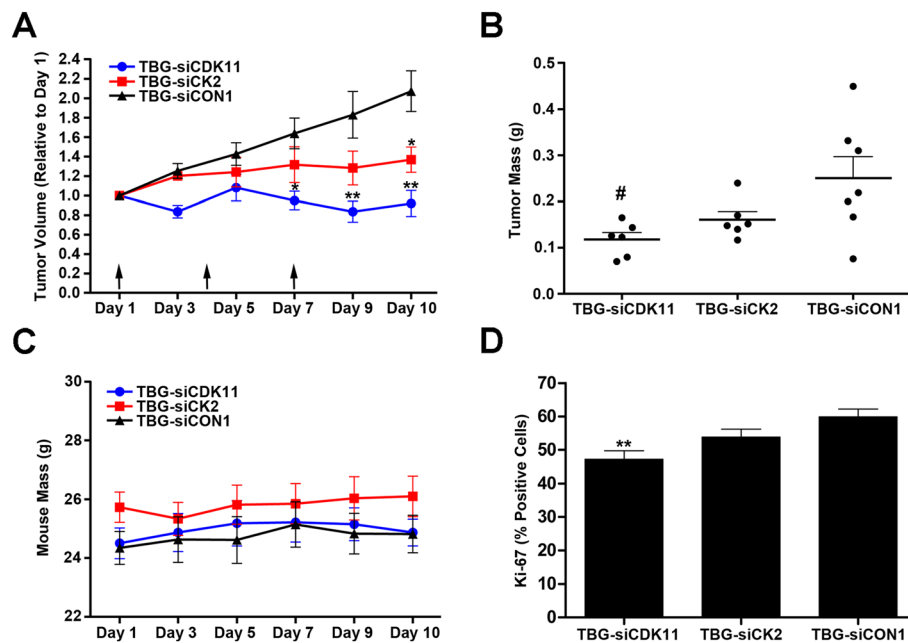 A
TBG-siCDK11
TBG-siCK2
TBG-siCON1
Tumor Volume (Relative to Day 1)
2.4
2.2
2.0
1.8
1.6
1.4
1.2
1.0
0.8
0.6
0.4
0.2
0.0
*
*
**
**
Day 1 Day 3 Day 5 Day 7 Day 9 Day 10
B
Tumor Mass (g)
0.5
0.4
0.3
0.2
0.1
0.0
#
TBG-siCDK11 TBG-siCK2 TBG-siCON1
C
TBG-siCDK11
TBG-siCK2
TBG-siCON1
Mouse Mass (g)
30
28
26
24
22
Day 1 Day 3 Day 5 Day 7 Day 9 Day 10
D
Ki-67 (% Positive Cells)
70
60
50
40
30
20
10
0
**
TBG-siCDK11 TBG-siCK2 TBG-siCON1